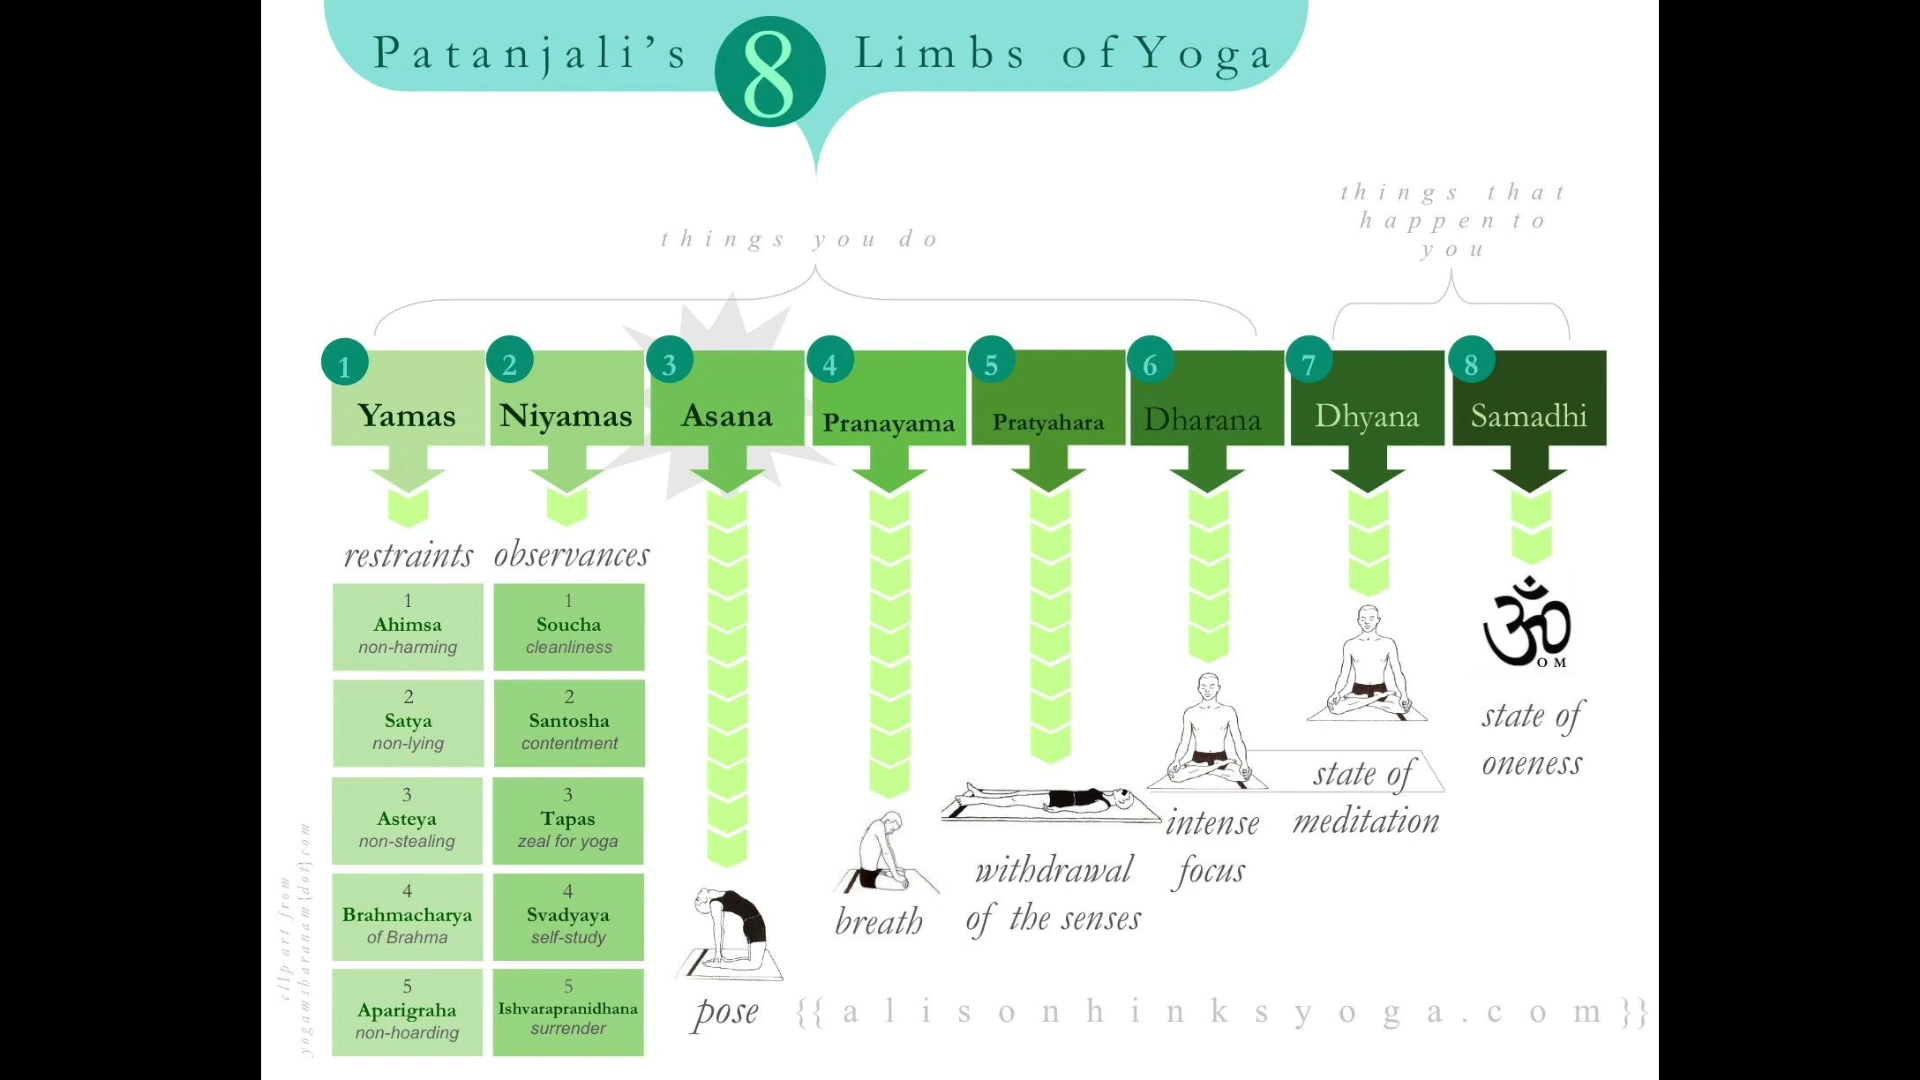 Patanjali's 8 Limbs of Yoga
things you do
things that
happen to
you
1
Yamas
2
Niyamas
3
Asana
4
Pranayama
5
Pratyahara
6
Dharana
7
Dhyana
8
Samadhi
restraints
1
Ahimsa
non-harming
2
Satya
non-lying
3
Asteya
non-stealing
4
Brahmacharya
of Brahma
5
Aparigraha
non-hoarding
observances
1
Soucha
cleanliness
2
Santosha
contentment
3
Tapas
zeal for yoga
4
Svadyaya
self-study
5
Ishvarapranidhana
surrender
pose
breath
withdrawal
of the senses
intense
focus
state of
meditation
ॐ
OM
state of
oneness
{{alisonhinksyoga.com}}
clip art from
yogamsharanam{dot}com